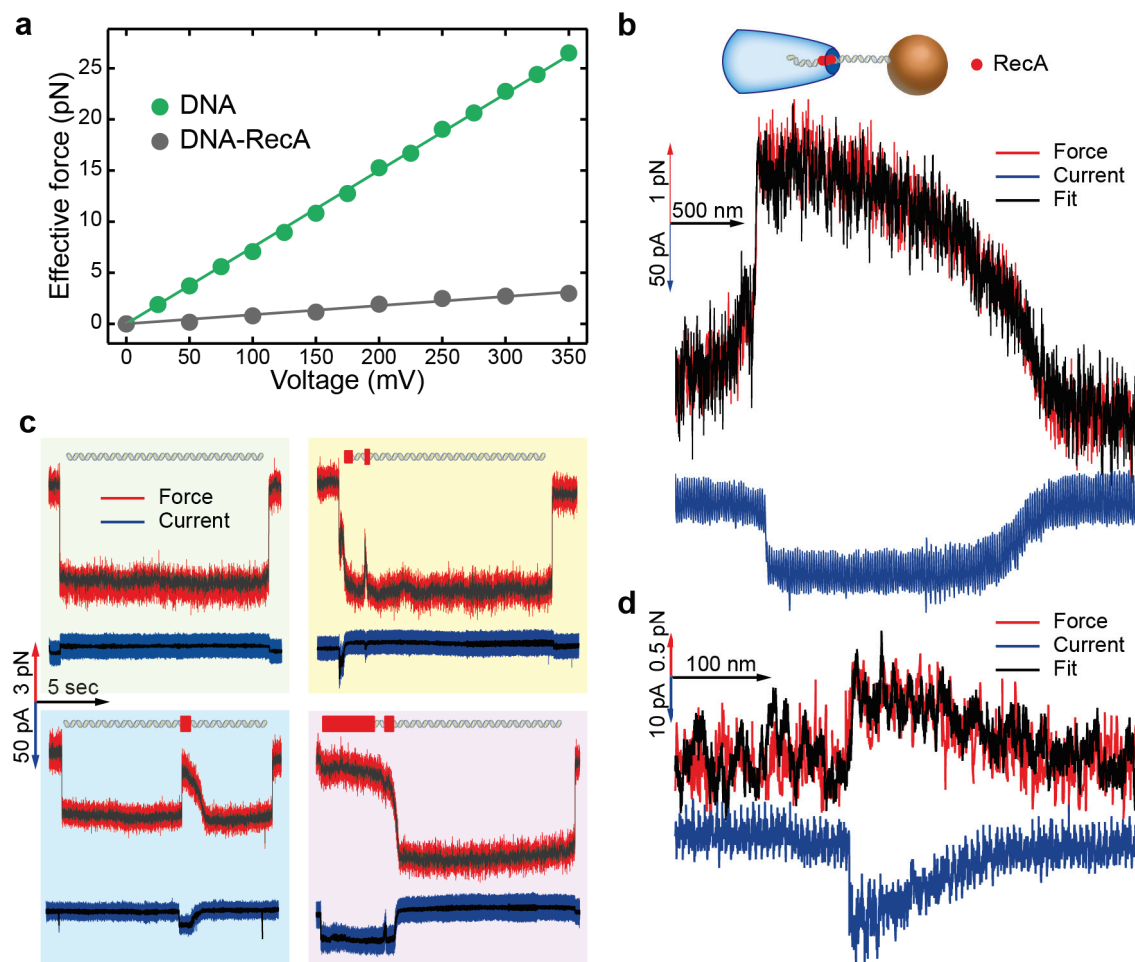 a
Effective force (pN)
25
20
15
10
5
0
DNA
DNA-RecA
0 50 100 150 200 250 300 350
Voltage (mV)
b
RecA
1 pN
500 nm
50 pA
Force
Current
Fit
c
Force
Current
3 pN
5 sec
50 pA
d
0.5 pN
100 nm
10 pA
Force
Current
Fit